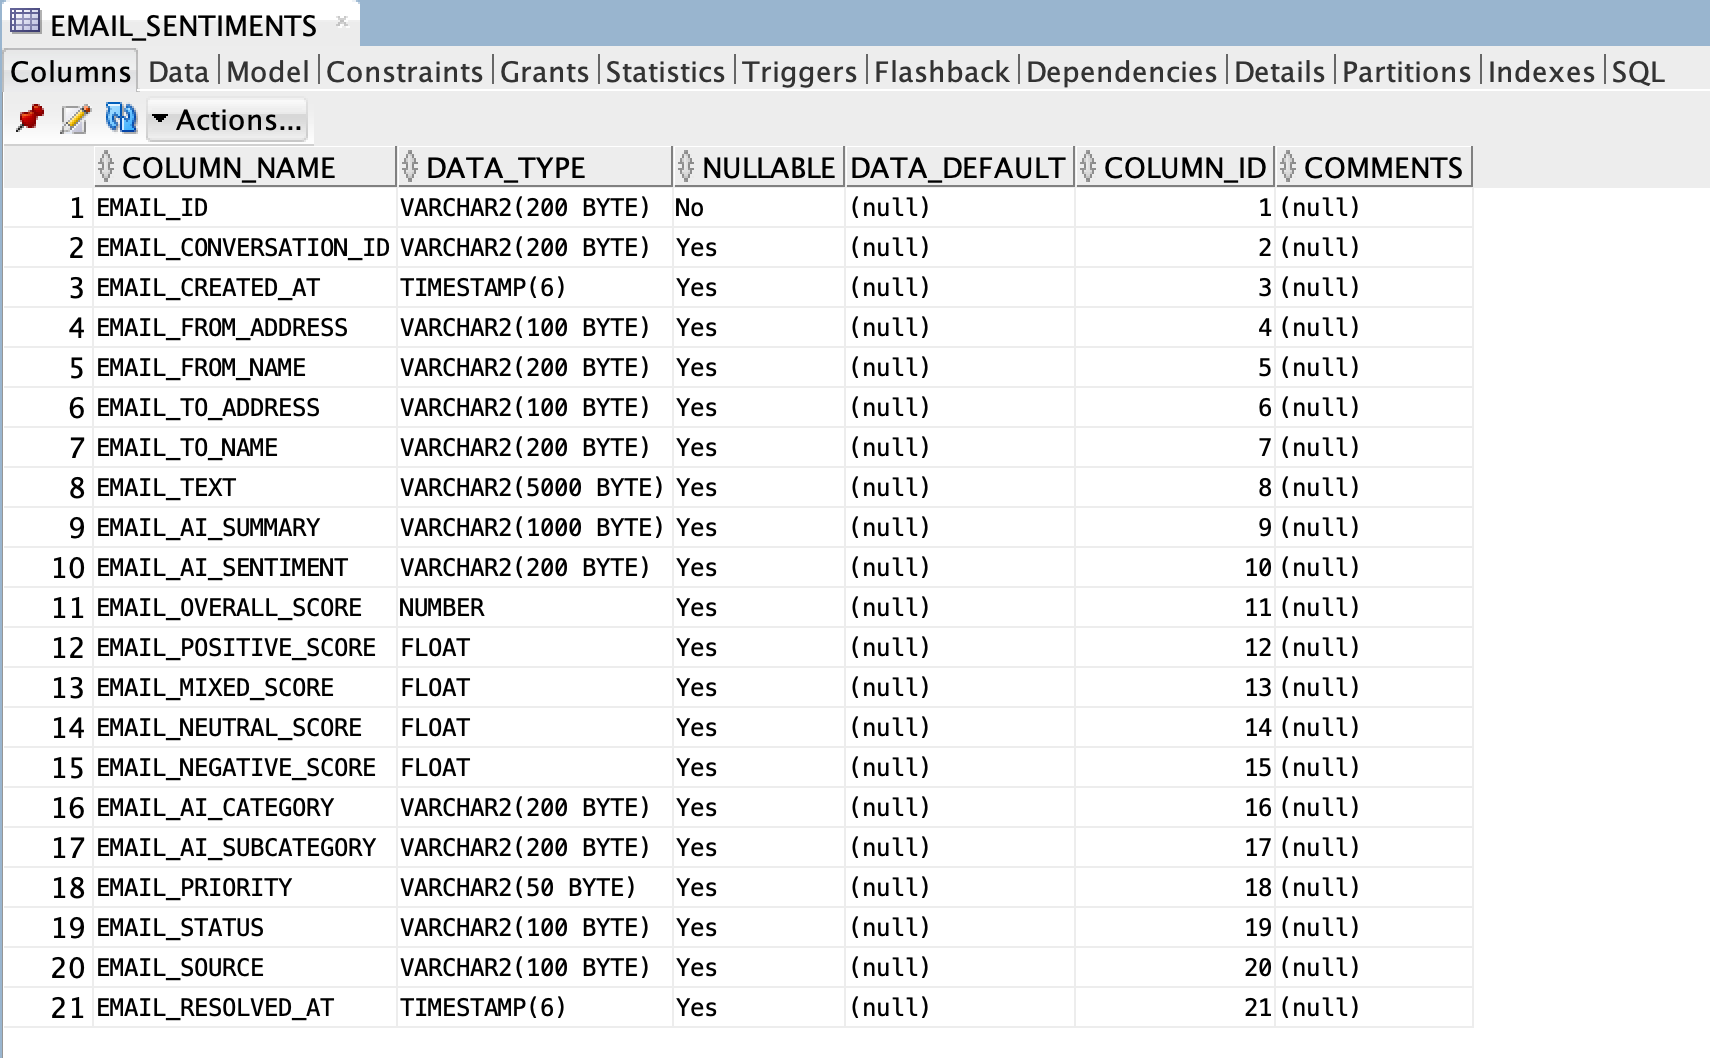 EMAIL_SENTIMENTS
Columns Data Model Constraints Grants Statistics Triggers Flashback Dependencies Details Partitions Indexes SQL
Actions...
COLUMN_NAME DATA_TYPE NULLABLE DATA_DEFAULT COLUMN_ID COMMENTS
1 EMAIL_ID VARCHAR2(200 BYTE) No (null) 1 (null)
2 EMAIL_CONVERSATION_ID VARCHAR2(200 BYTE) Yes (null) 2 (null)
3 EMAIL_CREATED_AT TIMESTAMP(6) Yes (null) 3 (null)
4 EMAIL_FROM_ADDRESS VARCHAR2(100 BYTE) Yes (null) 4 (null)
5 EMAIL_FROM_NAME VARCHAR2(200 BYTE) Yes (null) 5 (null)
6 EMAIL_TO_ADDRESS VARCHAR2(100 BYTE) Yes (null) 6 (null)
7 EMAIL_TO_NAME VARCHAR2(200 BYTE) Yes (null) 7 (null)
8 EMAIL_TEXT VARCHAR2(5000 BYTE) Yes (null) 8 (null)
9 EMAIL_AI_SUMMARY VARCHAR2(1000 BYTE) Yes (null) 9 (null)
10 EMAIL_AI_SENTIMENT VARCHAR2(200 BYTE) Yes (null) 10 (null)
11 EMAIL_OVERALL_SCORE NUMBER Yes (null) 11 (null)
12 EMAIL_POSITIVE_SCORE FLOAT Yes (null) 12 (null)
13 EMAIL_MIXED_SCORE FLOAT Yes (null) 13 (null)
14 EMAIL_NEUTRAL_SCORE FLOAT Yes (null) 14 (null)
15 EMAIL_NEGATIVE_SCORE FLOAT Yes (null) 15 (null)
16 EMAIL_AI_CATEGORY VARCHAR2(200 BYTE) Yes (null) 16 (null)
17 EMAIL_AI_SUBCATEGORY VARCHAR2(200 BYTE) Yes (null) 17 (null)
18 EMAIL_PRIORITY VARCHAR2(50 BYTE) Yes (null) 18 (null)
19 EMAIL_STATUS VARCHAR2(100 BYTE) Yes (null) 19 (null)
20 EMAIL_SOURCE VARCHAR2(100 BYTE) Yes (null) 20 (null)
21 EMAIL_RESOLVED_AT TIMESTAMP(6) Yes (null) 21 (null)